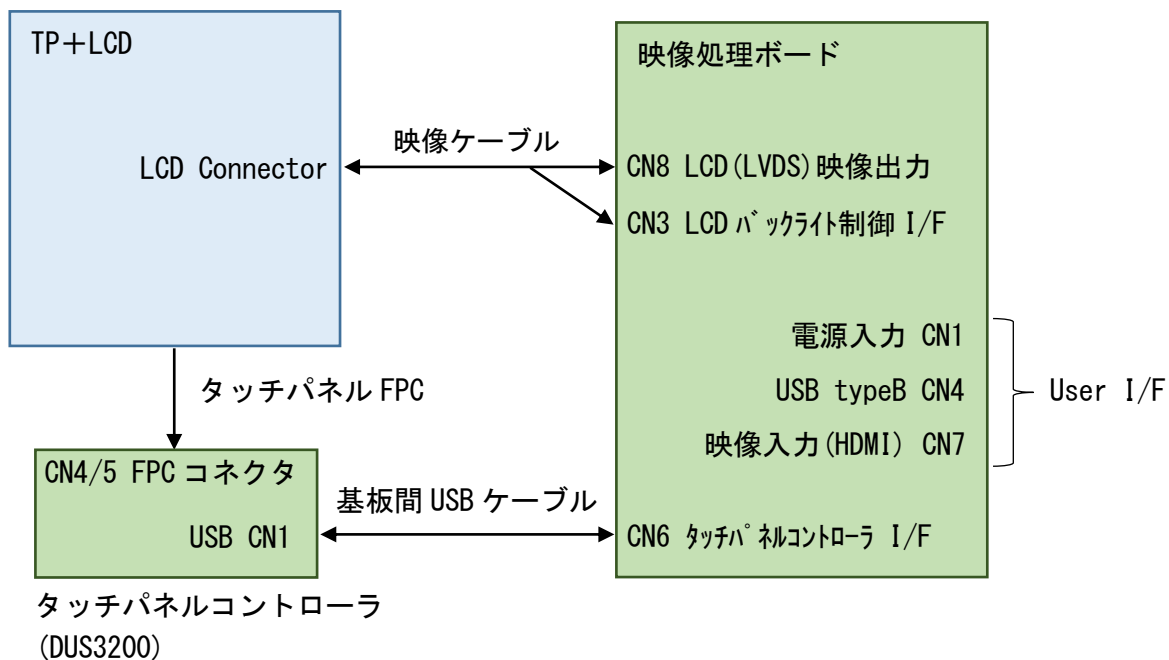 TP+LCD
映像処理ボード
映像ケーブル
LCD Connector
CN8 LCD(LVDS)映像出力
CN3 LCD ﾊﾞｯｸﾗｲﾄ制御 I/F
電源入力 CN1
USB typeB CN4
User I/F
映像入力(HDMI) CN7
タッチパネル FPC
CN4/5 FPC コネクタ
基板間 USB ケーブル
USB CN1
CN6 ﾀｯﾁﾊﾟﾈﾙｺﾝﾄﾛｰﾗ I/F
タッチパネルコントローラ
(DUS3200)